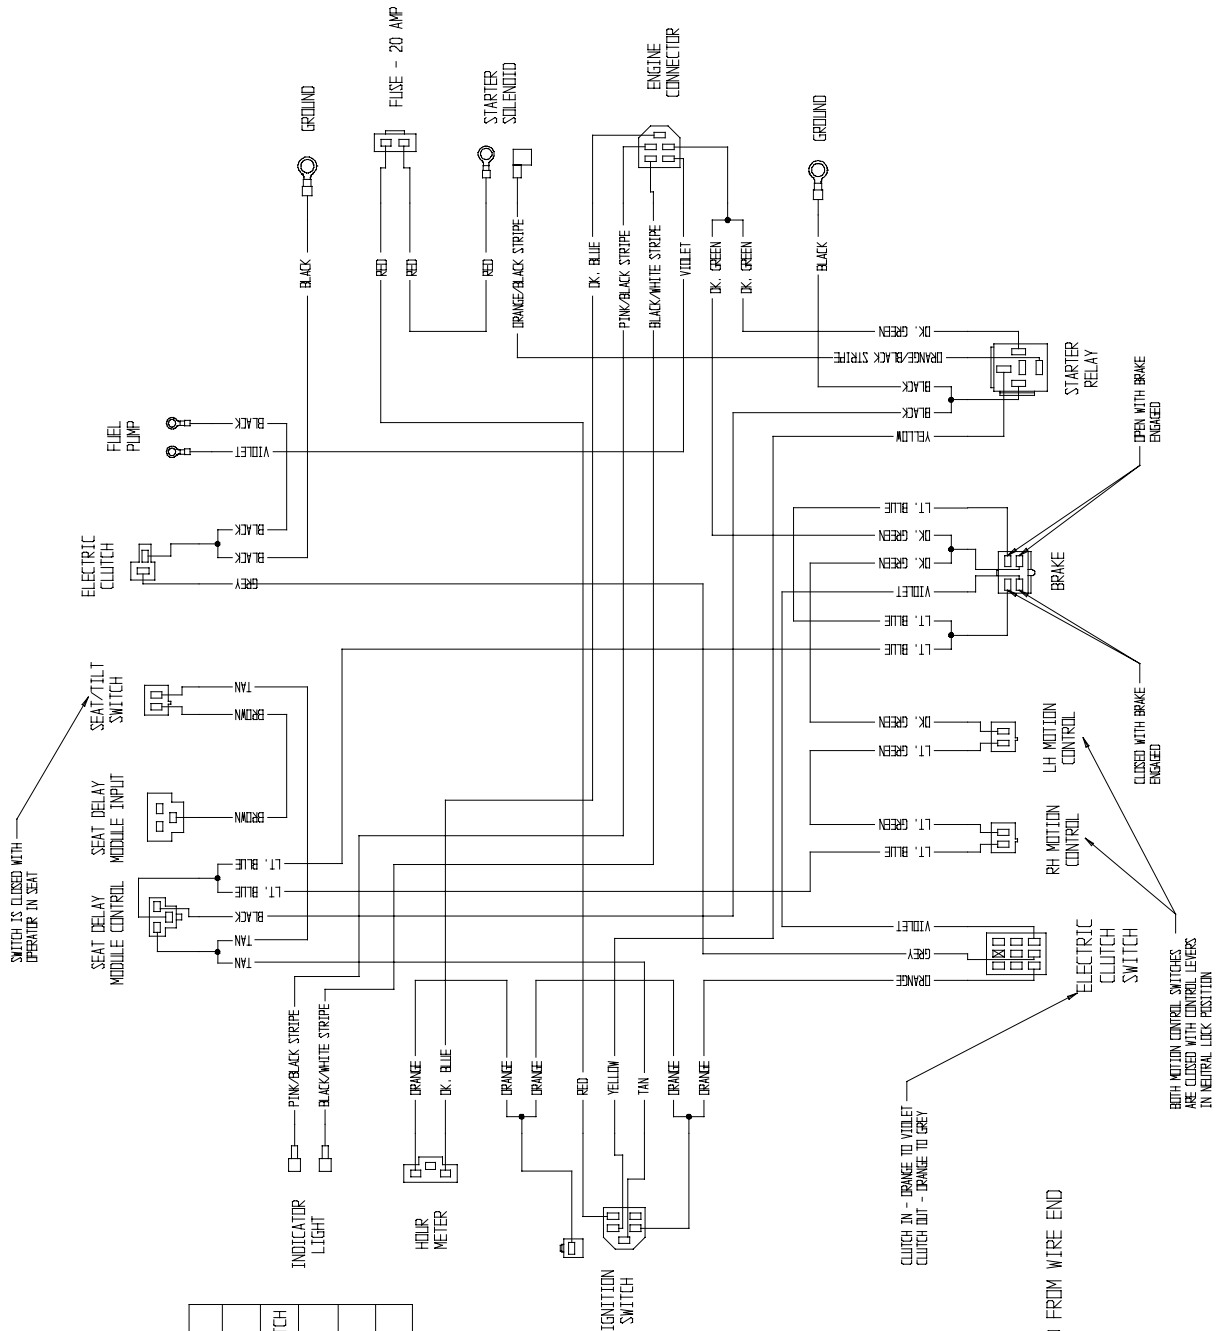 FUSE - 20 AMP
GROUND
STARTER
SOLENOID
ENGINE
CONNECTOR
GROUND
BLACK
RED
RED
RED
ORANGE/BLACK STRIPE
DK. BLUE
PINK/BLACK STRIPE
BLACK/WHITE STRIPE
VIOLET
DK. GREEN
DK. GREEN
BLACK
FUEL
PUMP
BLACK
VIOLET
DK. GREEN
ORANGE/BLACK STRIPE
BLACK
BLACK
YELLOW
STARTER
RELAY
OPEN WITH BRAKE
ENGAGED
ELECTRIC
CLUTCH
BLACK
BLACK
GREY
LT. BLUE
DK. GREEN
DK. GREEN
VIOLET
LT. BLUE
LT. BLUE
BRAKE
CLOSED WITH BRAKE
ENGAGED
SEAT/TILT
SWITCH
TAN
BROWN
SWITCH IS CLOSED WITH
OPERATOR IN SEAT
SEAT DELAY
MODULE INPUT
BROWN
SEAT DELAY
MODULE CONTROL
LT. BLUE
LT. BLUE
BLACK
TAN
TAN
DK. GREEN
LT. GREEN
LH MOTION
CONTROL
LT. GREEN
LT. BLUE
RH MOTION
CONTROL
BOTH MOTION CONTROL SWITCHES
ARE CLOSED WITH CONTROL LEVERS
IN NEUTRAL LOCK POSITION
VIOLET
GREY
ORANGE
ELECTRIC
CLUTCH
SWITCH
CLUTCH IN - ORANGE TO VIOLET
CLUTCH OUT - ORANGE TO GREY
PINK/BLACK STRIPE
BLACK/WHITE STRIPE
INDICATOR
LIGHT
ORANGE
DK. BLUE
HOUR
METER
ORANGE
ORANGE
RED
YELLOW
TAN
ORANGE
ORANGE
IGNITION
SWITCH
FROM WIRE END